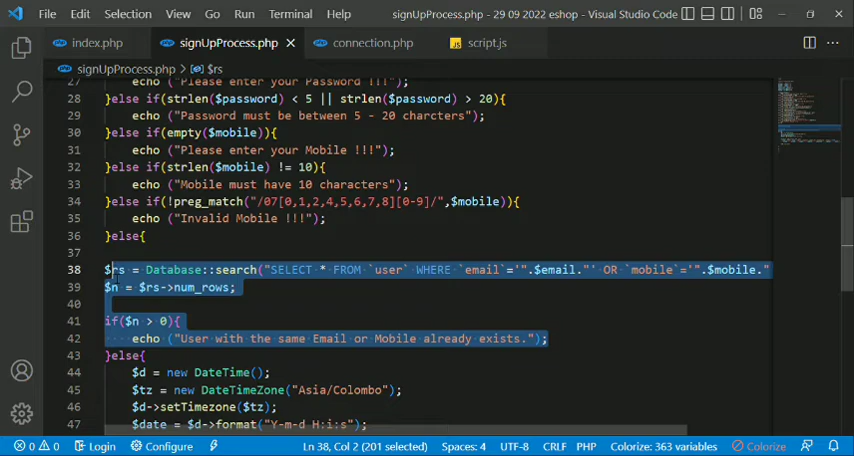 File Edit Selection View Go Run Terminal Help signUpProcess.php - 29 09 2022 eshop - Visual Studio Code
php index.php php signUpProcess.php php connection.php JS script.js
php signUpProcess.php > $rs
27 echo ("Please enter your Password !!!");
28 }else if(strlen($password) < 5 || strlen($password) > 20){
29 echo ("Password must be between 5 - 20 charcters");
30 }else if(empty($mobile)){
31 echo ("Please enter your Mobile !!!");
32 }else if(strlen($mobile) != 10){
33 echo ("Mobile must have 10 characters");
34 }else if(!preg_match("/07[0,1,2,4,5,6,7,8][0-9]/",$mobile)){
35 echo ("Invalid Mobile !!!");
36 }else{
37
38 $rs = Database::search("SELECT * FROM `user` WHERE `email`='".$email."' OR `mobile`='".$mobile."
39 $n = $rs->num_rows;
40
41 if($n > 0){
42 echo ("User with the same Email or Mobile already exists.");
43 }else{
44 $d = new DateTime();
45 $tz = new DateTimeZone("Asia/Colombo");
46 $d->setTimezone($tz);
47 $date = $d->format("Y-m-d H:i:s");
0 0 Login Configure Ln 38, Col 2 (201 selected) Spaces: 4 UTF-8 CRLF PHP Colorize: 363 variables Colorize